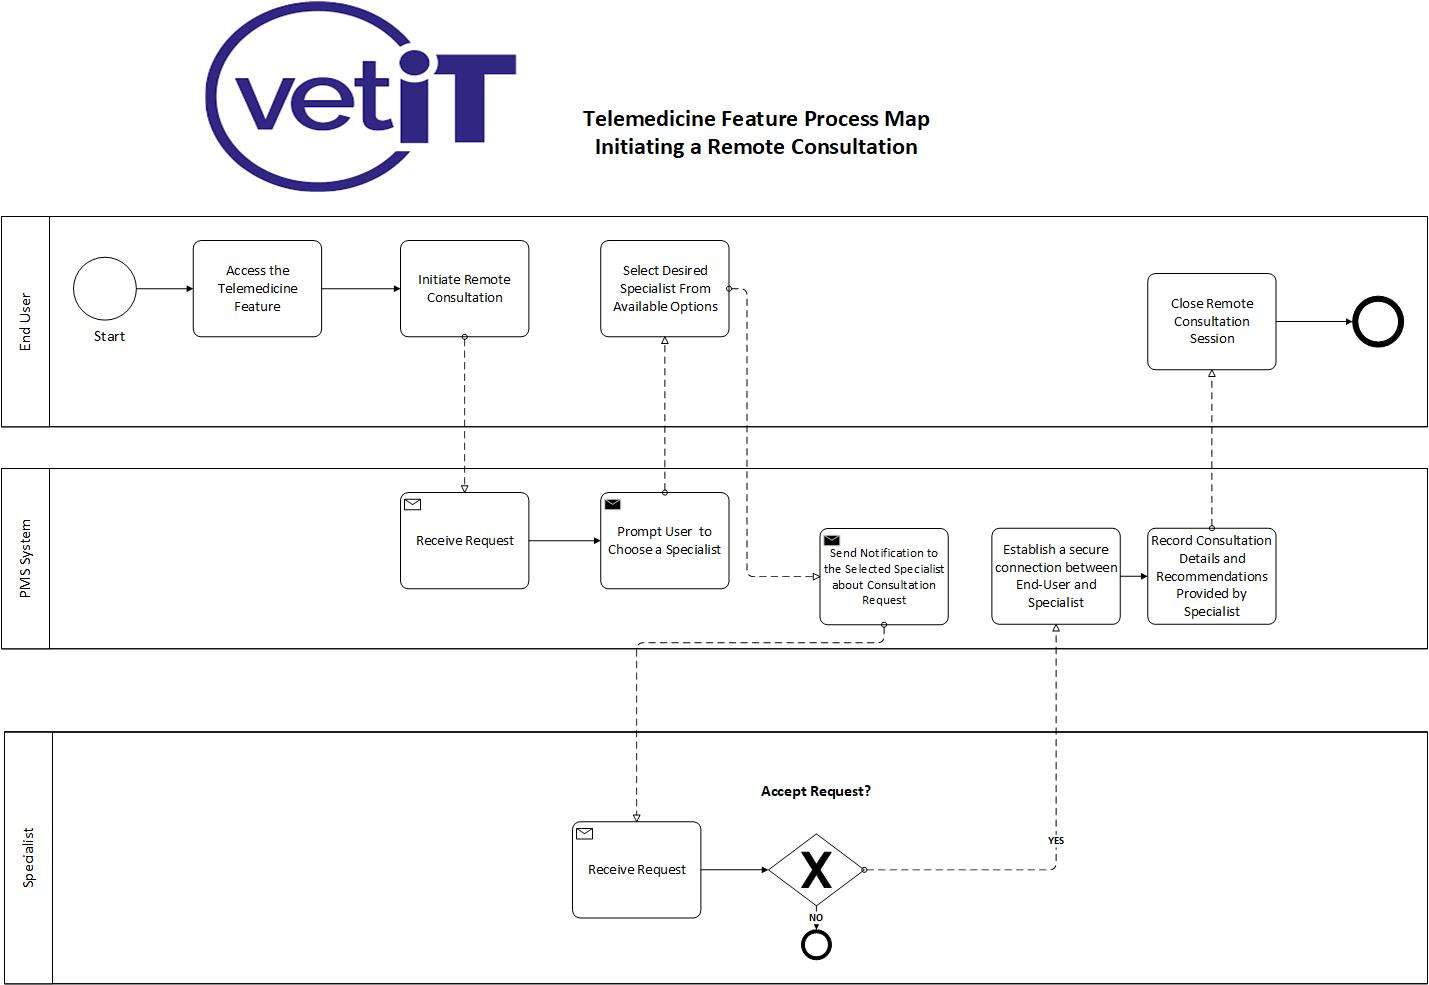 vetiT
Telemedicine Feature Process Map
Initiating a Remote Consultation
End User
Start
Access the
Telemedicine
Feature
Initiate Remote
Consultation
Select Desired
Specialist From
Available Options
Close Remote
Consultation
Session
PMS System
Receive Request
Prompt User to
Choose a Specialist
Send Notification to
the Selected Specialist
about Consultation
Request
Establish a secure
connection between
End-User and
Specialist
Record Consultation
Details and
Recommendations
Provided by
Specialist
Specialist
Receive Request
Accept Request?
X
YES
NO